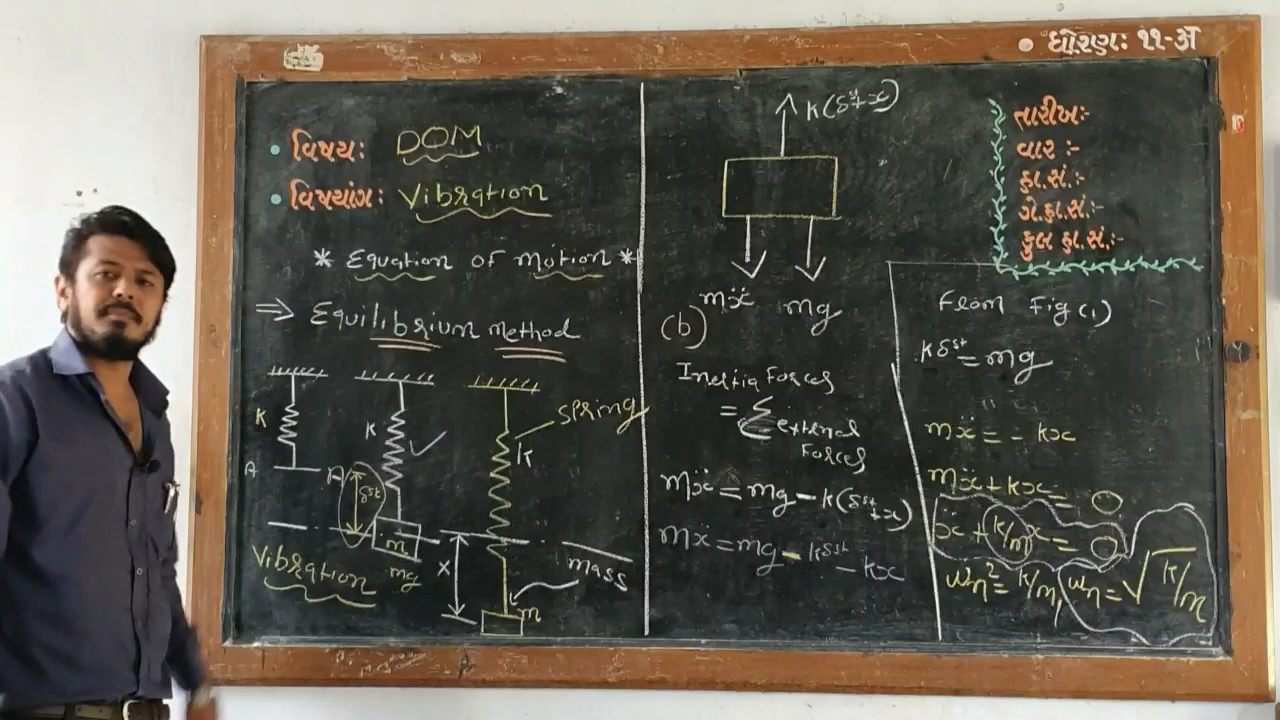 • ધોરણ: ૧૧-અ
• વિષય: DOM
• વિષયાંગ: Vibration
* Equation of motion *
⇒ Equilibrium method
K
A
K
A
δst
m
mg
Vibration
spring
K
x
m
mass
K(δst+x)
mẍ mg
(b)
Inertia Forces
= Σ external
Forces
mẍ = mg - k(δst+x)
mẍ = mg - kδst
- kx
તારીખ:-
વાર :-
હા.સં.:-
ગે.હા.સં:-
કુલ હા.સં.:-
From Fig(1)
kδst = mg
mẍ = - kx
mẍ + kx = 0
ẍ + (k/m)x = 0
ωn² = k/m, ωn = √k/m